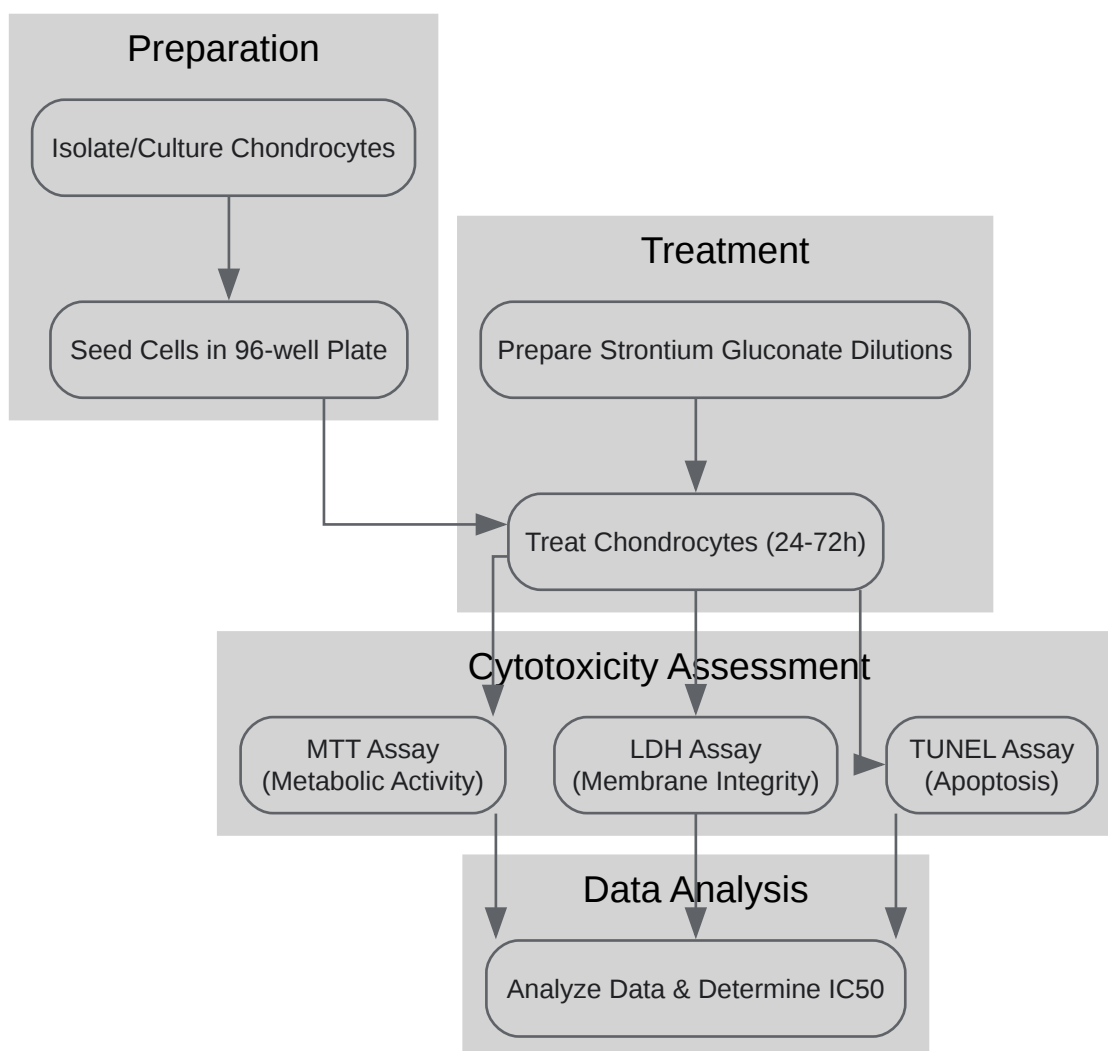 Preparation
Isolate/Culture Chondrocytes
Seed Cells in 96-well Plate
Treatment
Prepare Strontium Gluconate Dilutions
Treat Chondrocytes (24-72h)
Cytotoxicity Assessment
MTT Assay
(Metabolic Activity)
LDH Assay
(Membrane Integrity)
TUNEL Assay
(Apoptosis)
Data Analysis
Analyze Data & Determine IC50